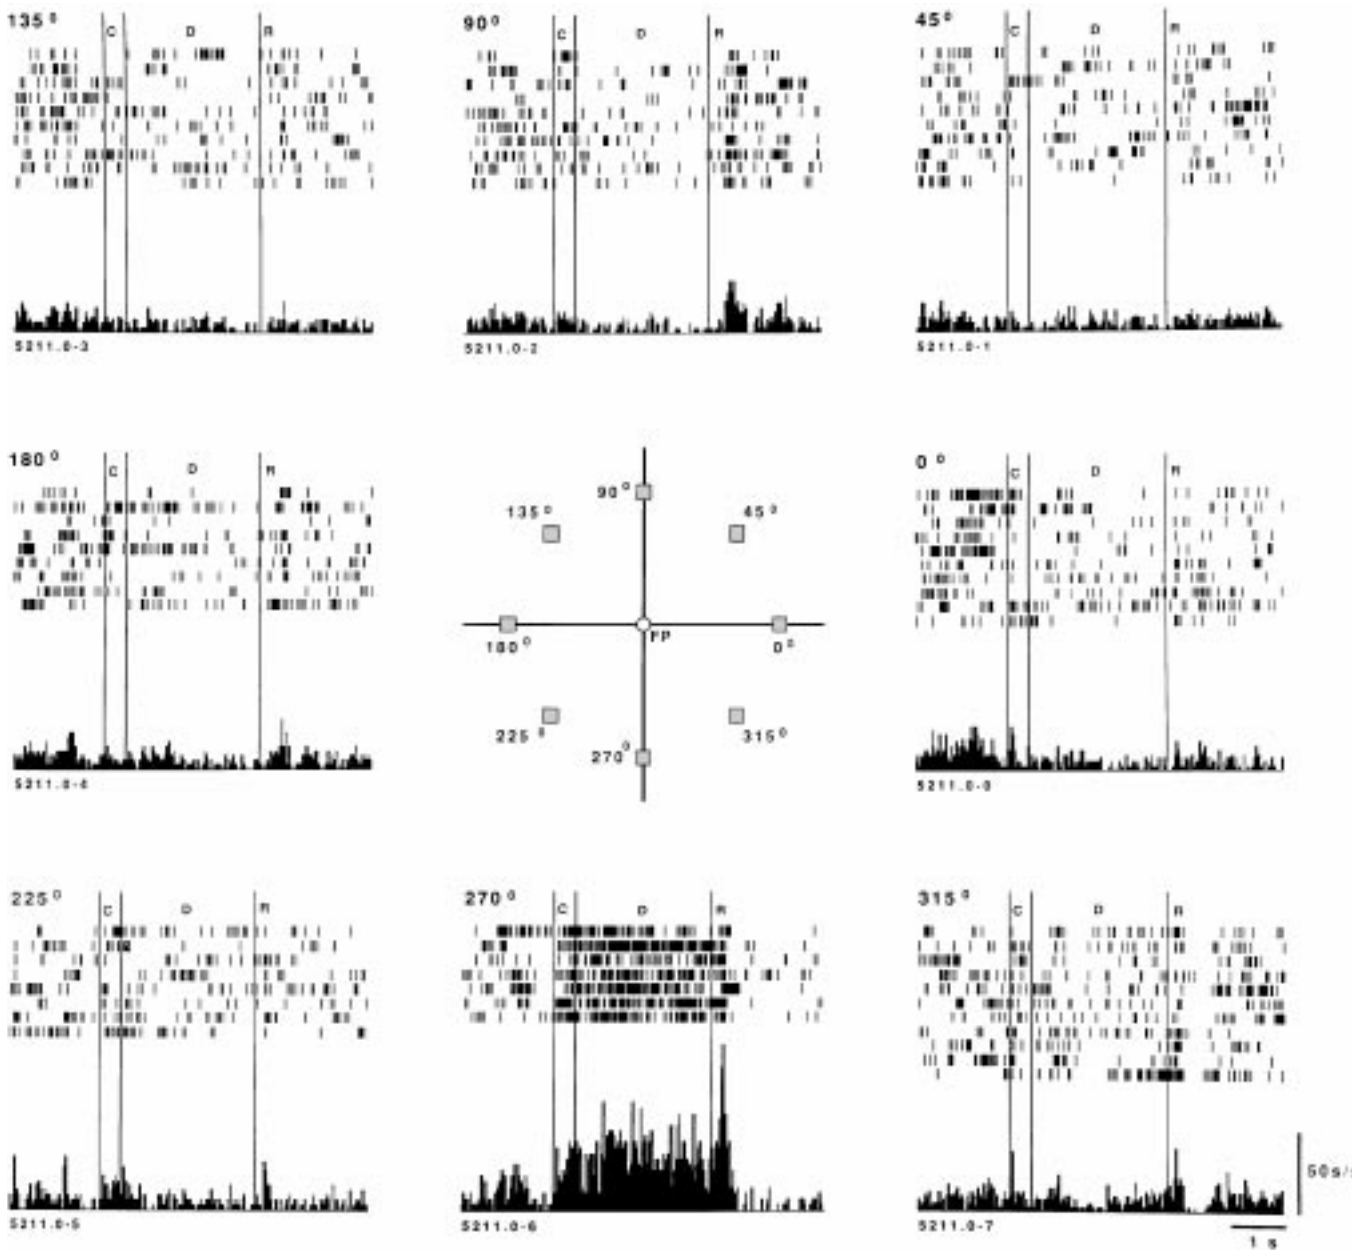 135° C D R
90° C D R
45° C D R
5211.0-3
5211.0-2
5211.0-1
180° C D R
0° C D R
90°
135° 45°
FP
180° 0°
225° 315°
270°
5211.0-4
5211.0-0
225° C D R
270° C D R
315° C D R
50s/s
5211.0-5
5211.0-6
5211.0-7
1 s